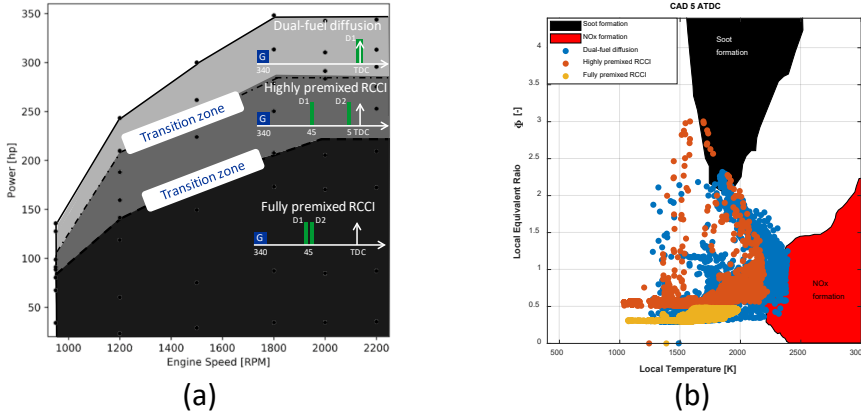 Power [hp]
350
300
250
200
150
100
50
1000
1200
1400
1600
1800
2000
2200
Engine Speed [RPM]
Dual-fuel diffusion
D1
G
340
TDC
Highly premixed RCCI
D1
D2
G
340
45
5
TDC
Transition zone
Transition zone
Fully premixed RCCI
D1
D2
G
340
45
TDC
(a)
CAD 5 ATDC
Soot formation
NOx formation
Dual-fuel diffusion
Highly premixed RCCI
Fully premixed RCCI
Soot
formation
NOx
formation
Local Equivalent Raio Φ [-]
4
3.5
3
2.5
2
1.5
1
0.5
0
500
1000
1500
2000
2500
3000
Local Temperature [K]
(b)